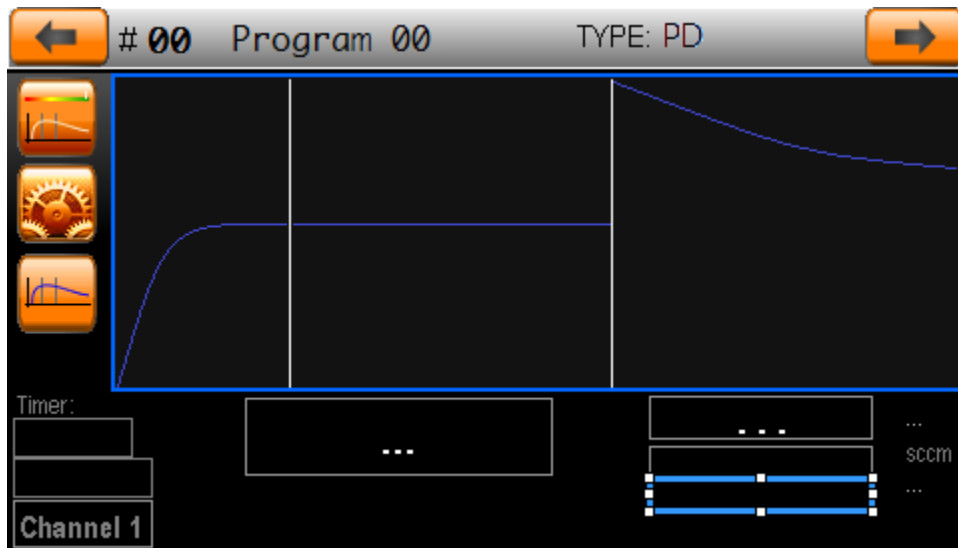 # 00 Program 00 TYPE: PD
Timer:
...
... ...
sccm
...
Channel 1